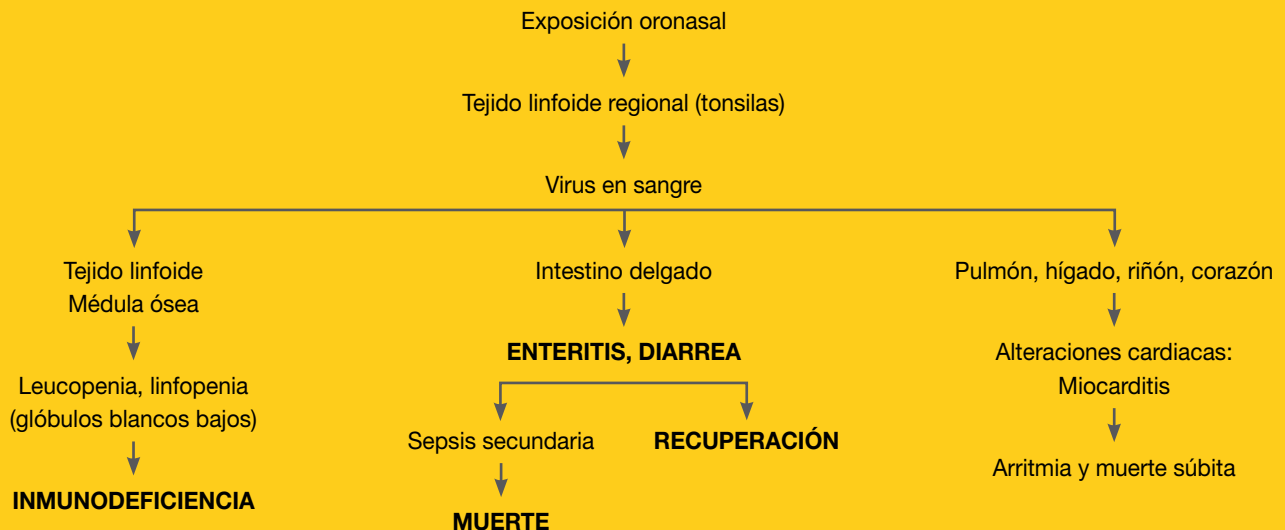 Exposición oronasal
Tejido linfoide regional (tonsilas)
Virus en sangre
Tejido linfoide
Médula ósea
Leucopenia, linfopenia
(glóbulos blancos bajos)
INMUNODEFICIENCIA
Intestino delgado
ENTERITIS, DIARREA
Sepsis secundaria
MUERTE
RECUPERACIÓN
Pulmón, hígado, riñón, corazón
Alteraciones cardiacas:
Miocarditis
Arritmia y muerte súbita